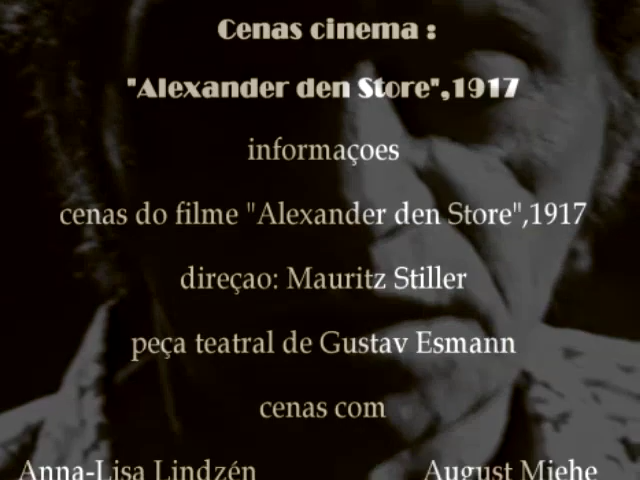 Cenas cinema :
"Alexander den Store",1917
informaçoes
cenas do filme "Alexander den Store",1917
direçao: Mauritz Stiller
peça teatral de Gustav Esmann
cenas com
Anna-Lisa Lindzén August Miehe